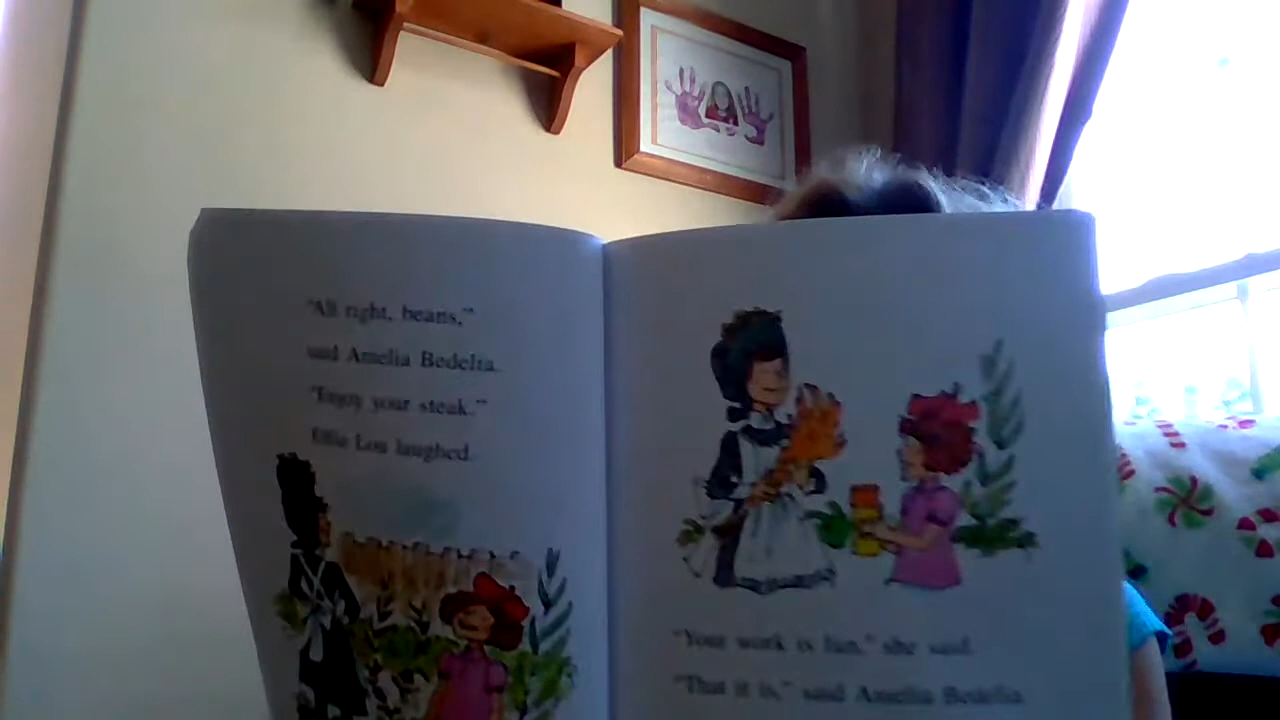 "All right, beans,"
said Amelia Bedelia.
"Enjoy your steak."
Effie Lou laughed.
"Your work is fun," she said.
"That it is," said Amelia Bedelia.